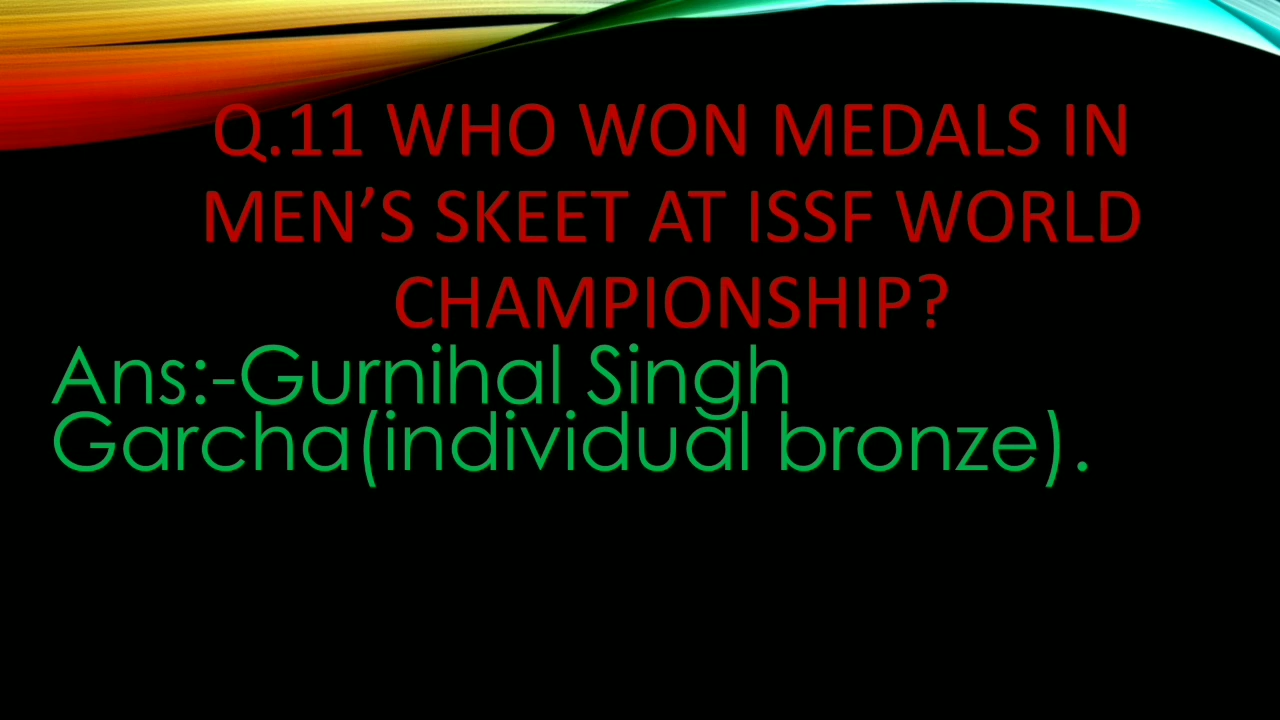 Q.11 WHO WON MEDALS IN
MEN’S SKEET AT ISSF WORLD
CHAMPIONSHIP?
Ans:-Gurnihal Singh
Garcha(individual bronze).